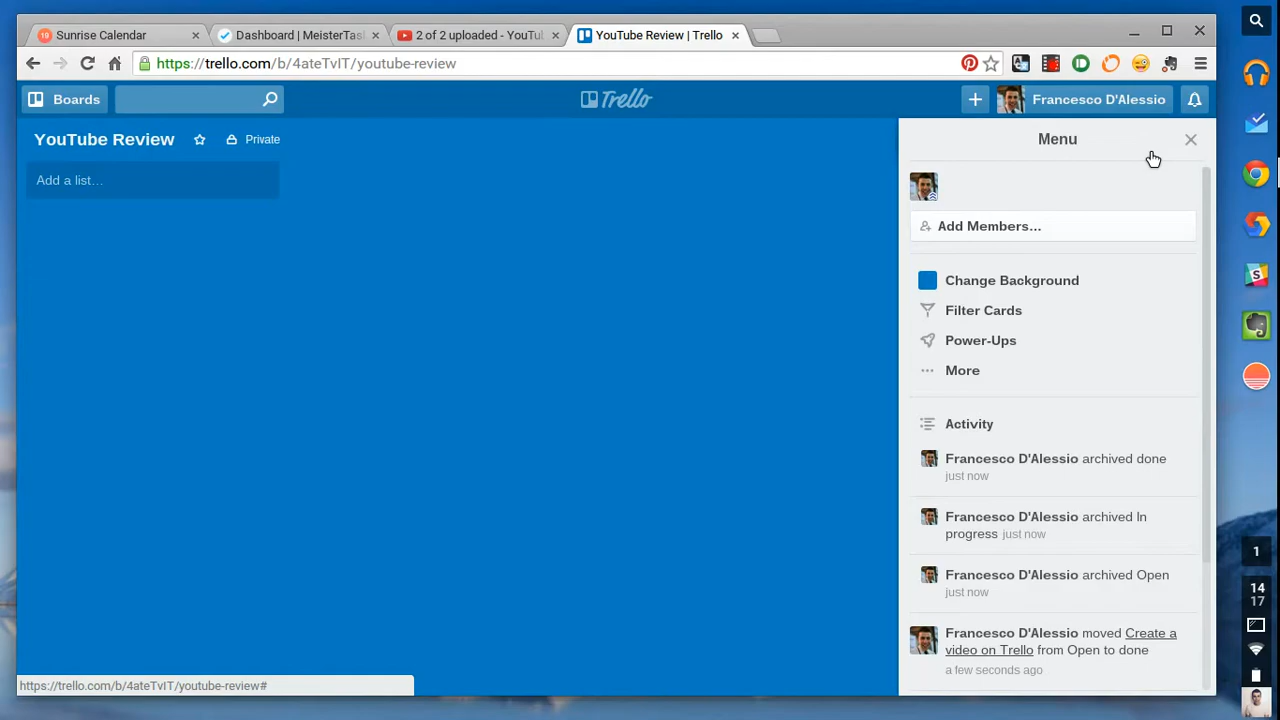 Sunrise Calendar
Dashboard | MeisterTask
2 of 2 uploaded - YouTu
YouTube Review | Trello
https://trello.com/b/4ateTvIT/youtube-review
Boards
Trello
Francesco D'Alessio
YouTube Review
Private
Add a list…
Menu
Add Members…
Change Background
Filter Cards
Power-Ups
More
Activity
Francesco D'Alessio archived done
just now
Francesco D'Alessio archived In
progress just now
Francesco D'Alessio archived Open
just now
Francesco D'Alessio moved Create a
video on Trello from Open to done
a few seconds ago
https://trello.com/b/4ateTvIT/youtube-review#
1
14
17